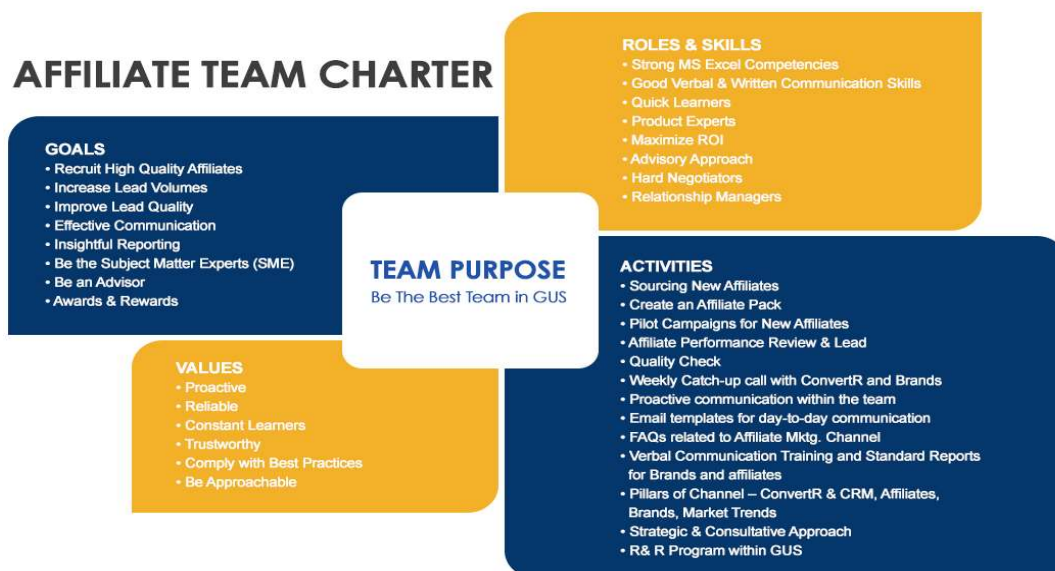 AFFILIATE TEAM CHARTER
GOALS
• Recruit High Quality Affiliates
• Increase Lead Volumes
• Improve Lead Quality
• Effective Communication
• Insightful Reporting
• Be the Subject Matter Experts (SME)
• Be an Advisor
• Awards & Rewards
ROLES & SKILLS
• Strong MS Excel Competencies
• Good Verbal & Written Communication Skills
• Quick Learners
• Product Experts
• Maximize ROI
• Advisory Approach
• Hard Negotiators
• Relationship Managers
TEAM PURPOSE
Be The Best Team in GUS
VALUES
• Proactive
• Reliable
• Constant Learners
• Trustworthy
• Comply with Best Practices
• Be Approachable
ACTIVITIES
• Sourcing New Affiliates
• Create an Affiliate Pack
• Pilot Campaigns for New Affiliates
• Affiliate Performance Review & Lead
• Quality Check
• Weekly Catch-up call with ConvertR and Brands
• Proactive communication within the team
• Email templates for day-to-day communication
• FAQs related to Affiliate Mktg. Channel
• Verbal Communication Training and Standard Reports
for Brands and affiliates
• Pillars of Channel – ConvertR & CRM, Affiliates,
Brands, Market Trends
• Strategic & Consultative Approach
• R& R Program within GUS